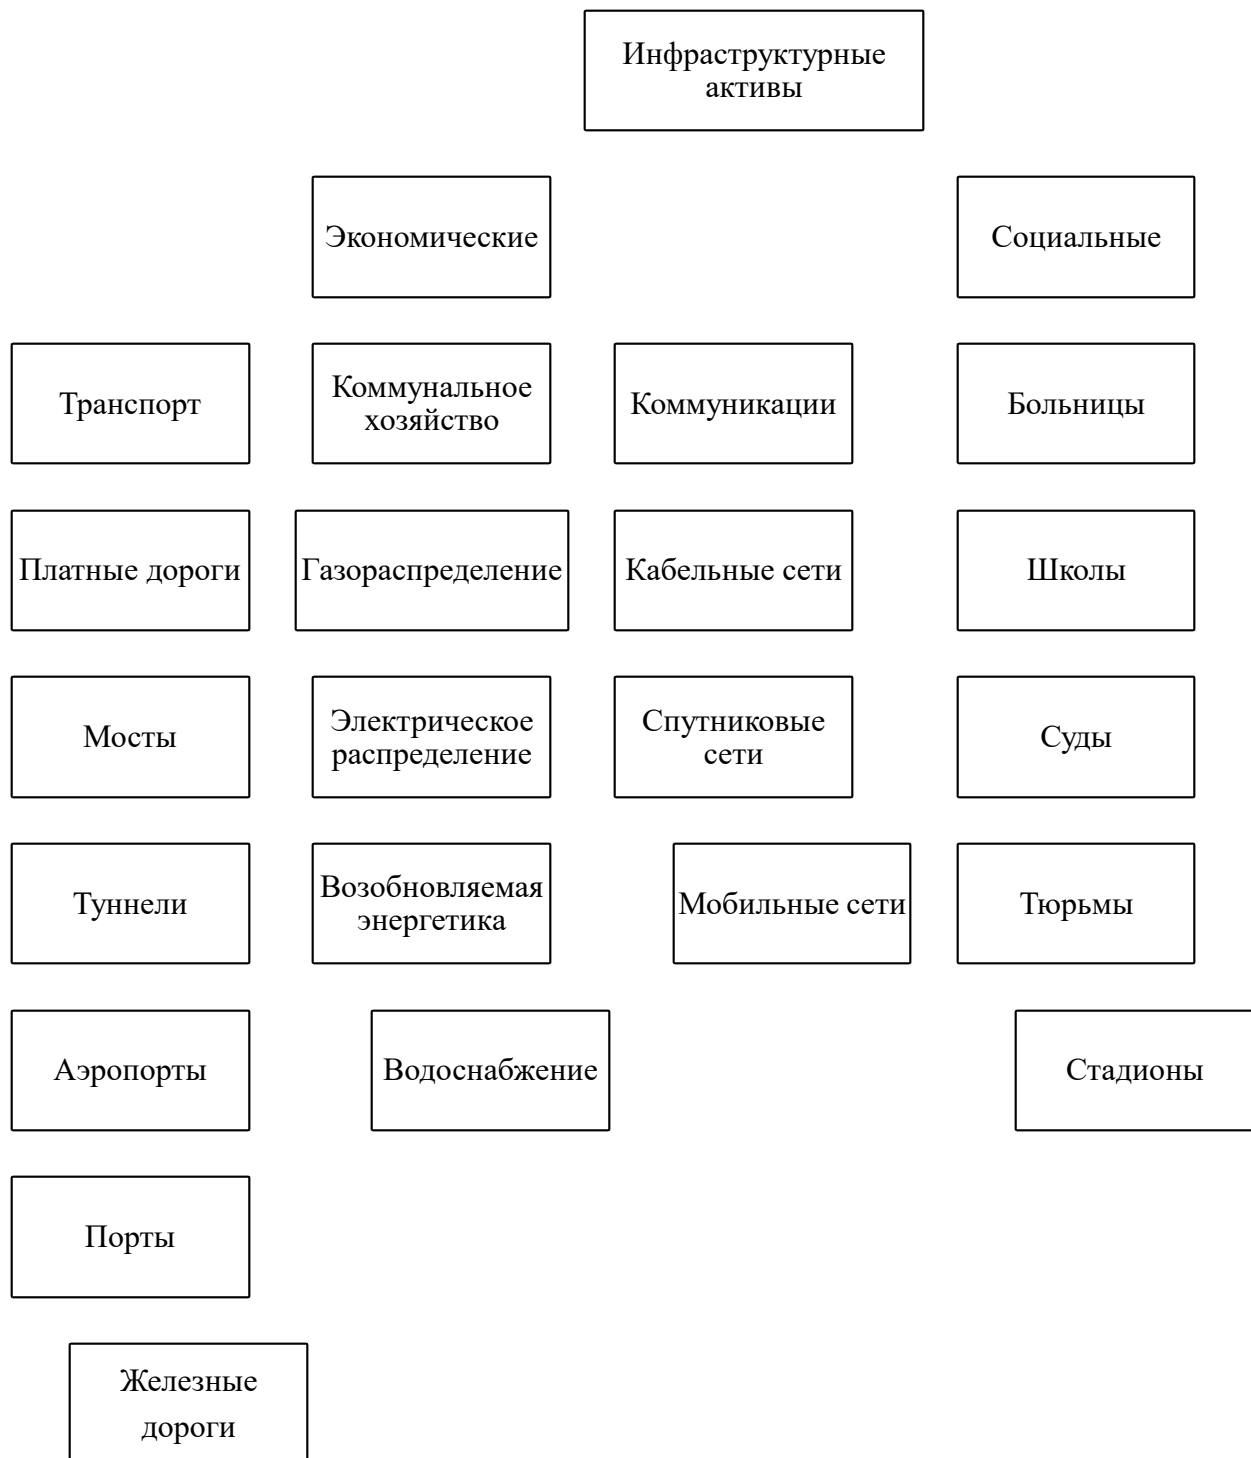 Инфраструктурные
активы
Экономические
Социальные
Транспорт
Коммунальное
хозяйство
Коммуникации
Больницы
Платные дороги
Газораспределение
Кабельные сети
Школы
Мосты
Электрическое
распределение
Спутниковые
сети
Суды
Туннели
Возобновляемая
энергетика
Мобильные сети
Тюрьмы
Аэропорты
Водоснабжение
Стадионы
Порты
Железные
дороги